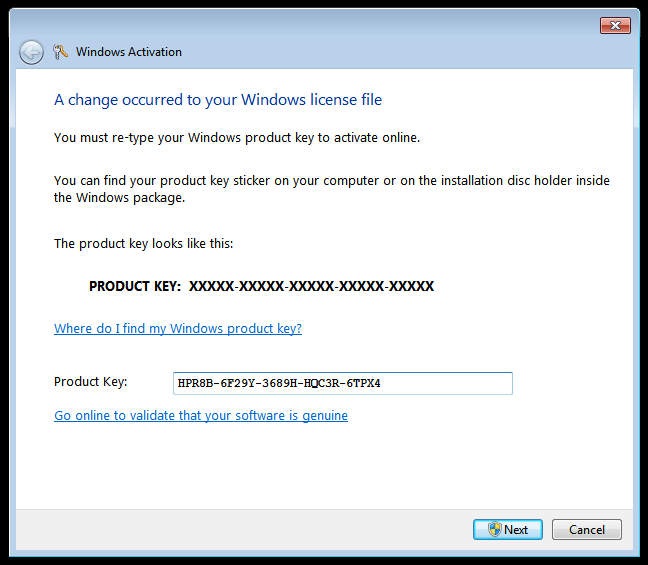 Windows Activation
A change occurred to your Windows license file
You must re-type your Windows product key to activate online.
You can find your product key sticker on your computer or on the installation disc holder inside
the Windows package.
The product key looks like this:
PRODUCT KEY: XXXXX-XXXXX-XXXXX-XXXXX-XXXXX
Where do I find my Windows product key?
Product Key: HPR8B-6F29Y-3689H-HQC3R-6TPX4
Go online to validate that your software is genuine
Next Cancel